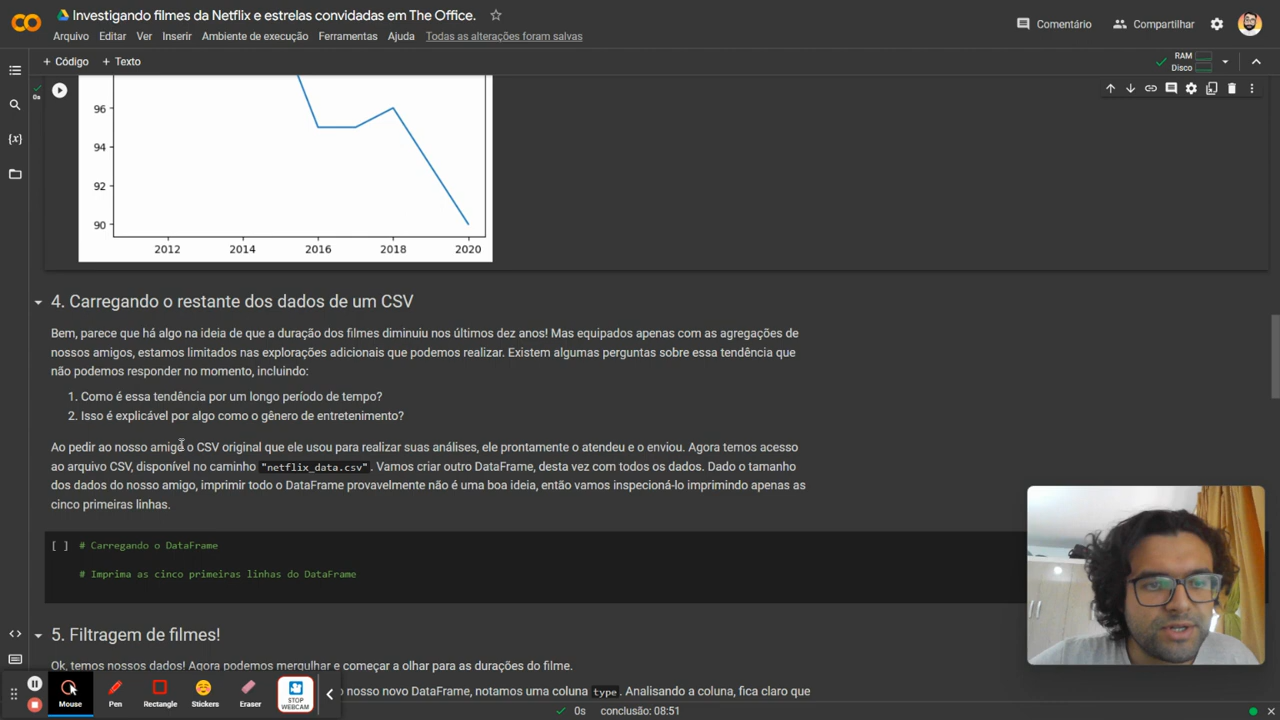 Investigando filmes da Netflix e estrelas convidadas em The Office.
Comentário
Compartilhar
Arquivo Editar Ver Inserir Ambiente de execução Ferramentas Ajuda Todas as alterações foram salvas
+ Código + Texto
RAM
Disco
0s
96
94
92
90
2012 2014 2016 2018 2020
4. Carregando o restante dos dados de um CSV
Bem, parece que há algo na ideia de que a duração dos filmes diminuiu nos últimos dez anos! Mas equipados apenas com as agregações de
nossos amigos, estamos limitados nas explorações adicionais que podemos realizar. Existem algumas perguntas sobre essa tendência que
não podemos responder no momento, incluindo:
1. Como é essa tendência por um longo período de tempo?
2. Isso é explicável por algo como o gênero de entretenimento?
Ao pedir ao nosso amigo o CSV original que ele usou para realizar suas análises, ele prontamente o atendeu e o enviou. Agora temos acesso
ao arquivo CSV, disponível no caminho "netflix_data.csv". Vamos criar outro DataFrame, desta vez com todos os dados. Dado o tamanho
dos dados do nosso amigo, imprimir todo o DataFrame provavelmente não é uma boa ideia, então vamos inspecioná-lo imprimindo apenas as
cinco primeiras linhas.
[ ] # Carregando o DataFrame
# Imprima as cinco primeiras linhas do DataFrame
5. Filtragem de filmes!
Ok, temos nossos dados! Agora podemos mergulhar e começar a olhar para as durações do filme.
o nosso novo DataFrame, notamos uma coluna type. Analisando a coluna, fica claro que
Mouse Pen Rectangle Stickers Eraser STOP WEBCAM
0s conclusão: 08:51